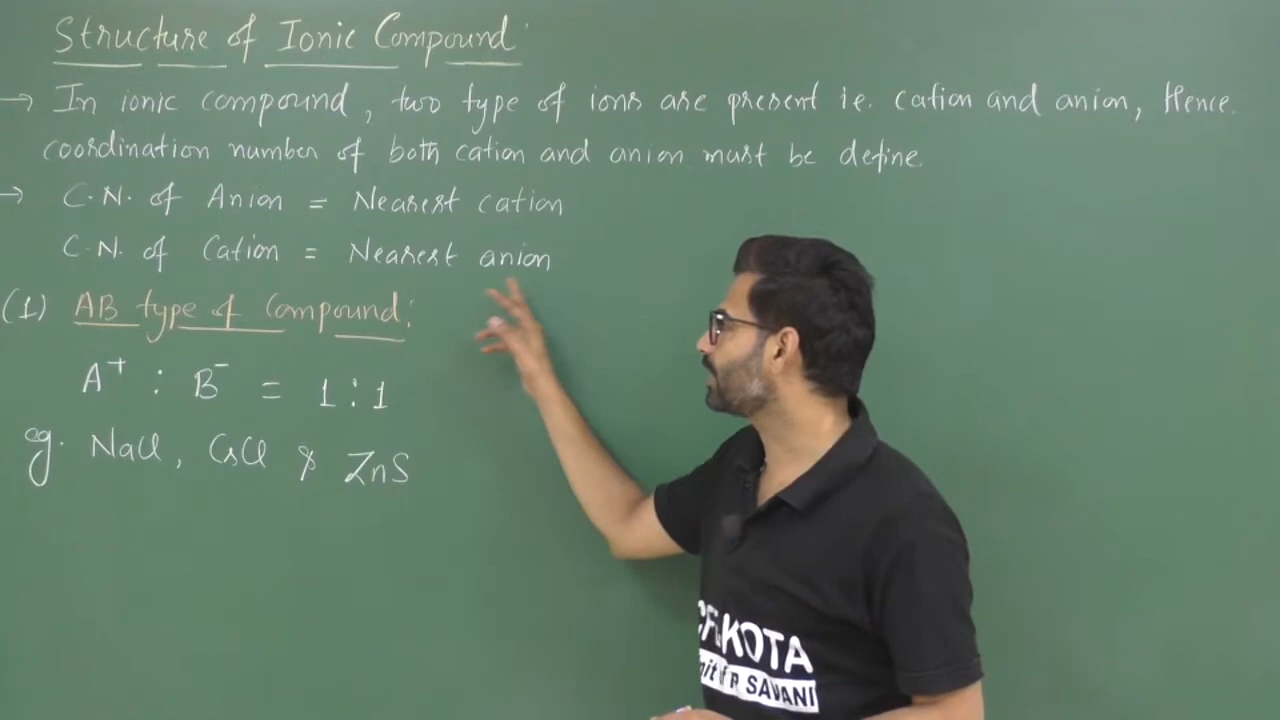 Structure of Ionic Compound:
→ In ionic compound, two type of ions are present ie. cation and anion, Hence.
coordination number of both cation and anion must be define.
→ C.N. of Anion = Nearest cation
C.N. of Cation = Nearest anion
(1) AB type of Compound:
A⁺ : B⁻ = 1:1
eg. NaCl, CsCl & ZnS
KOTA
SAVANI